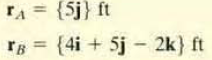 r_A = {5j} ft
r_B = {4i + 5j − 2k} ft